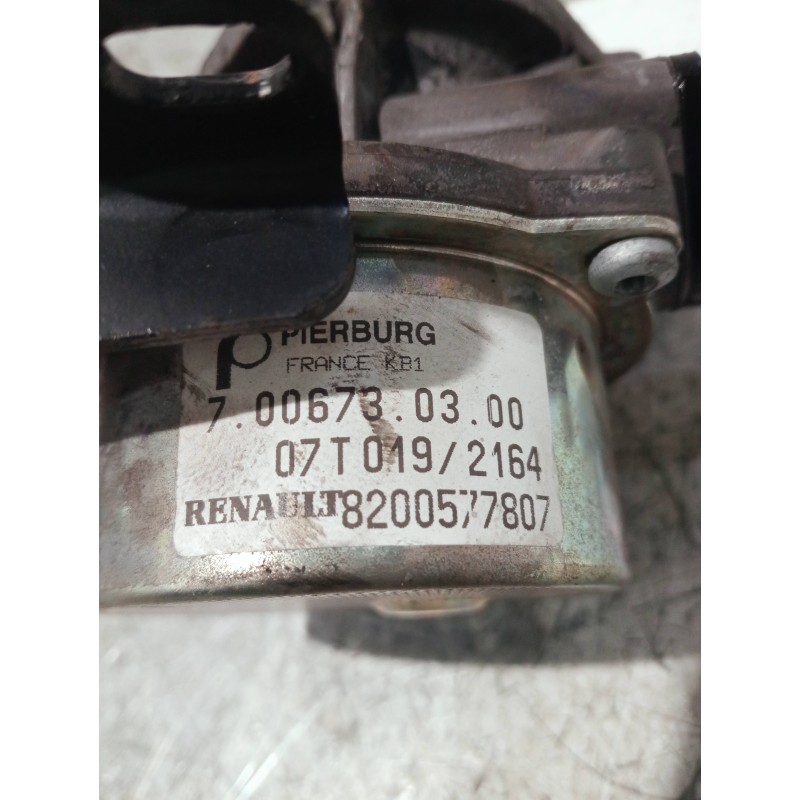 PIERBURG
FRANCE KB1
7.00673.03.00
07T019/2164
RENAULT 8200577807